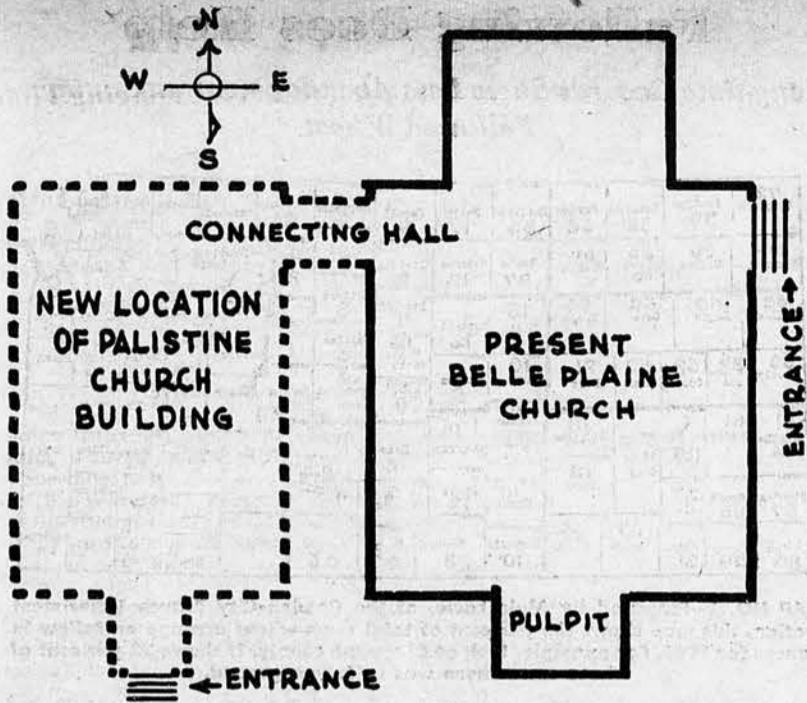 N
W E
S
CONNECTING HALL
NEW LOCATION
OF PALISTINE
CHURCH
BUILDING
PRESENT
BELLE PLAINE
CHURCH
ENTRANCE→
PULPIT
←ENTRANCE